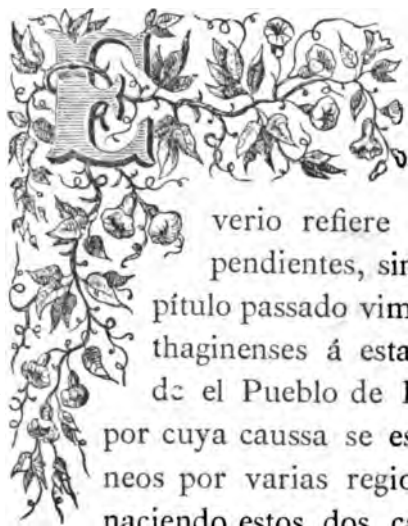 E
verio refiere
pendientes, sin
pítulo passado vim
thaginenses á esta
de el Pueblo de
por cuya caussa se es
neos por varias regio
naciendo estos dos